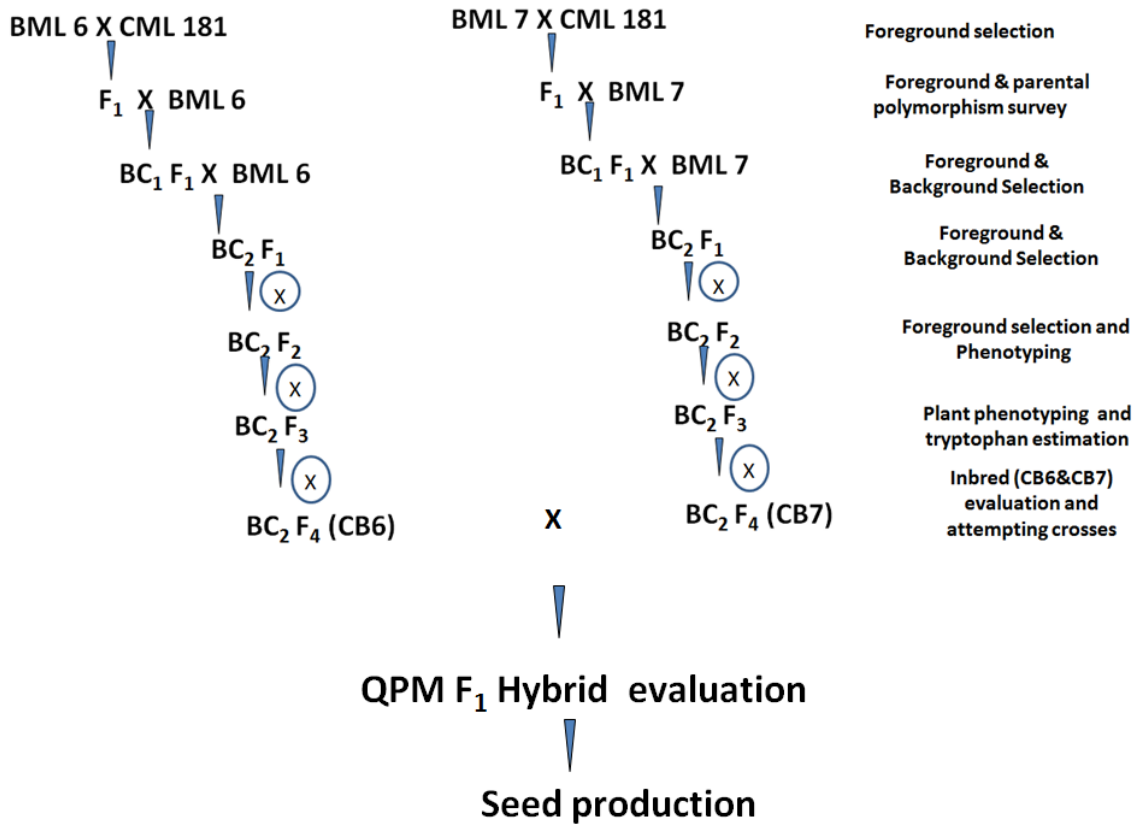 BML 6 X CML 181
BML 7 X CML 181
Foreground selection
F1 X BML 6
F1 X BML 7
Foreground & parental
polymorphism survey
BC1 F1 X BML 6
BC1 F1 X BML 7
Foreground &
Background Selection
BC2 F1
BC2 F1
Foreground &
Background Selection
X
X
BC2 F2
BC2 F2
Foreground selection and
Phenotyping
X
X
BC2 F3
BC2 F3
Plant phenotyping and
tryptophan estimation
X
X
BC2 F4 (CB6)
X
BC2 F4 (CB7)
Inbred (CB6&CB7)
evaluation and
attempting crosses
QPM F1 Hybrid evaluation
Seed production